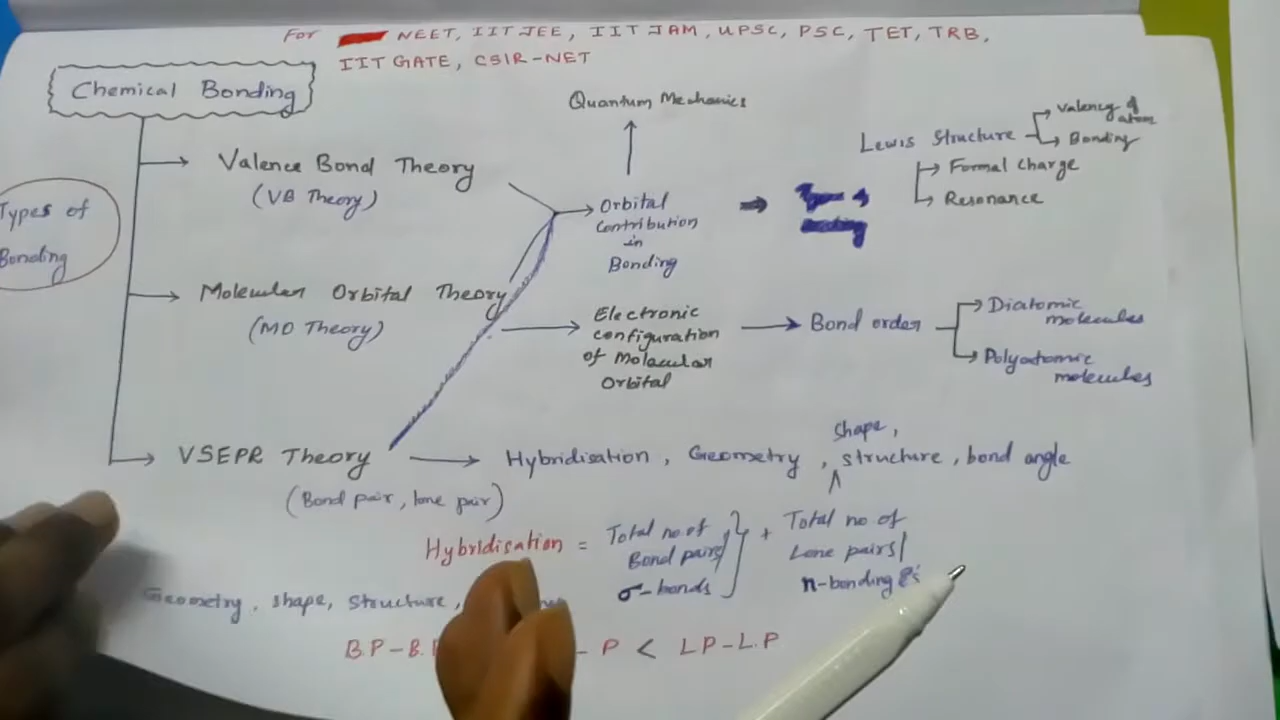 For NEET, IIT JEE, IIT JAM, UPSC, PSC, TET, TRB,
IIT GATE, CSIR-NET
Chemical Bonding
Types of
Bonding
Valence Bond Theory
(VB Theory)
Molecular Orbital Theory
(MO Theory)
VSEPR Theory
(Bond pair, lone pair)
Quantum Mechanics
Orbital
contribution
in
Bonding
Electronic
configuration
of Molecular
Orbital
Bond order
Diatomic
molecules
Polyatomic
molecules
Lewis Structure
Valency of
atom
Bonding
Formal charge
Resonance
Hybridisation, Geometry, structure, bond angle
shape,
Hybridisation = Total no. of
Bond pairs/
σ-bonds
+ Total no. of
Lone pairs/
n-bonding
Geometry, shape, structure,
B.P-B.P
- P < LP-L.P